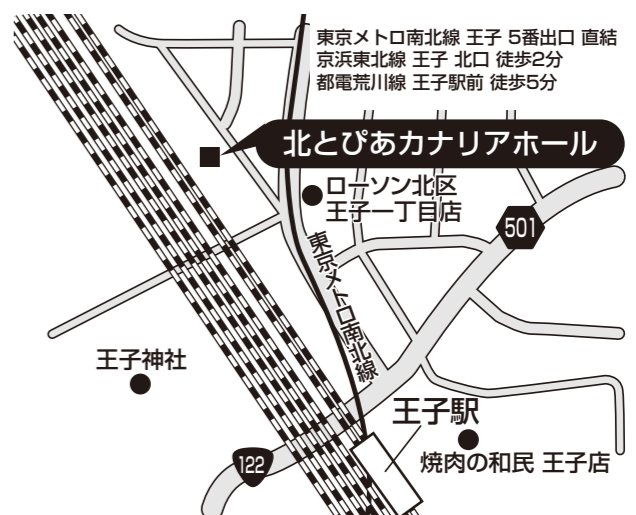 東京メトロ南北線 王子 5番出口 直結
京浜東北線 王子 北口 徒歩2分
都電荒川線 王子駅前 徒歩5分
北とぴあカナリアホール
ローソン北区
王子一丁目店
501
東京メトロ南北線
王子神社
王子駅
122
焼肉の和民 王子店